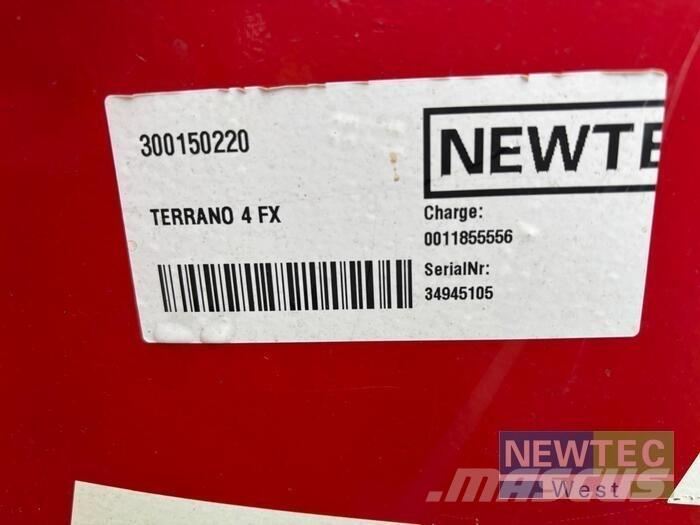 300150220
NEWTE
TERRANO 4 FX
Charge:
0011855556
SerialNr:
34945105
NEWTEC
MASCUS
West